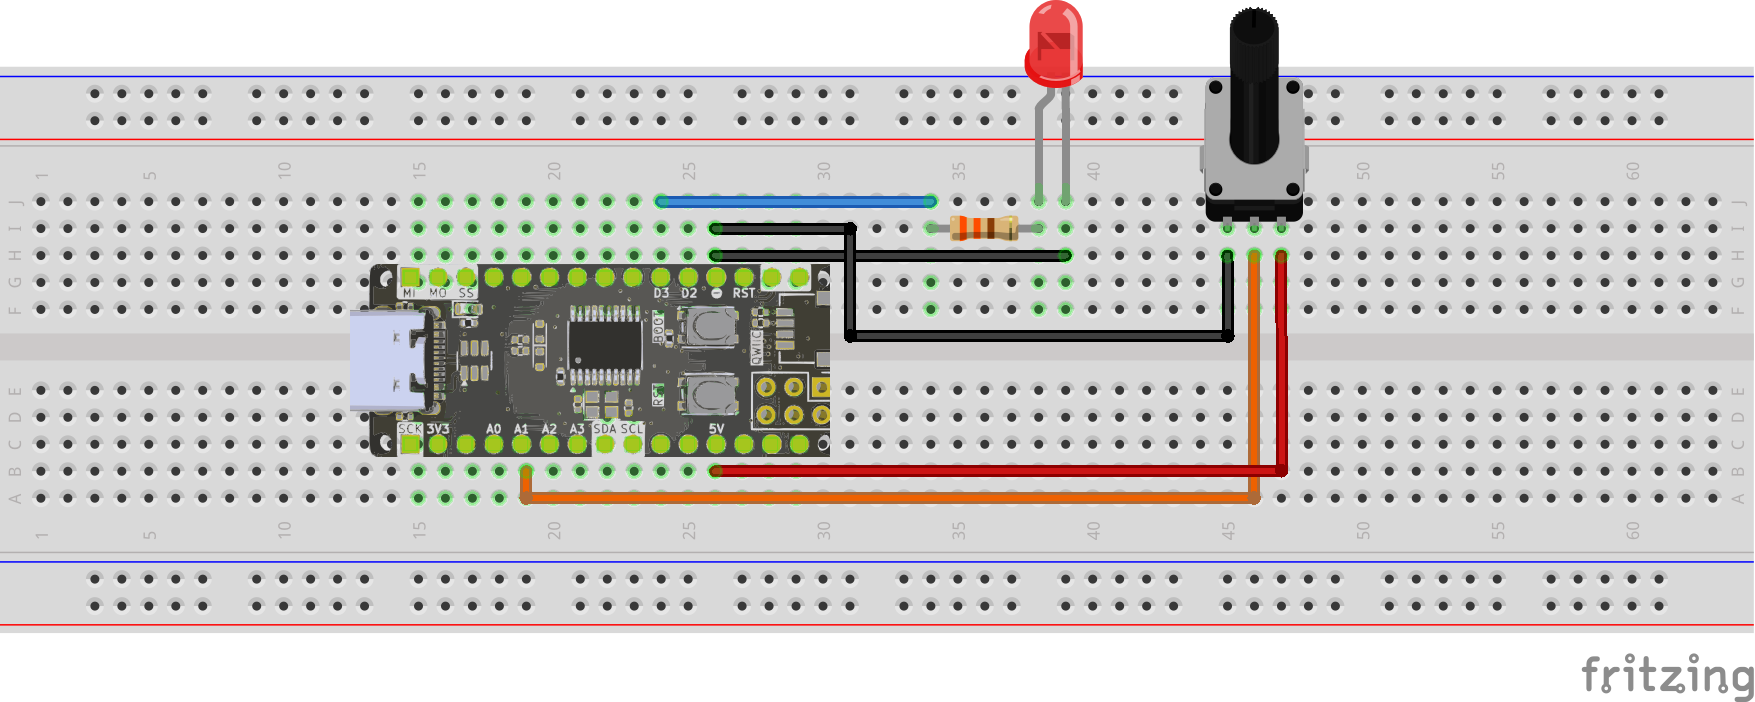 1 5 10 15 20 25 30 35 40 45 50 55 60
J J
I I
H H
G G
F F
MI MO SS D3 D2 RST
BOOT
QWIIC
RST
E E
D D
C C
B B
A A
SCK 3V3 A0 A1 A2 A3 SDA SCL 5V
1 5 10 15 20 25 30 35 40 45 50 55 60
fritzing